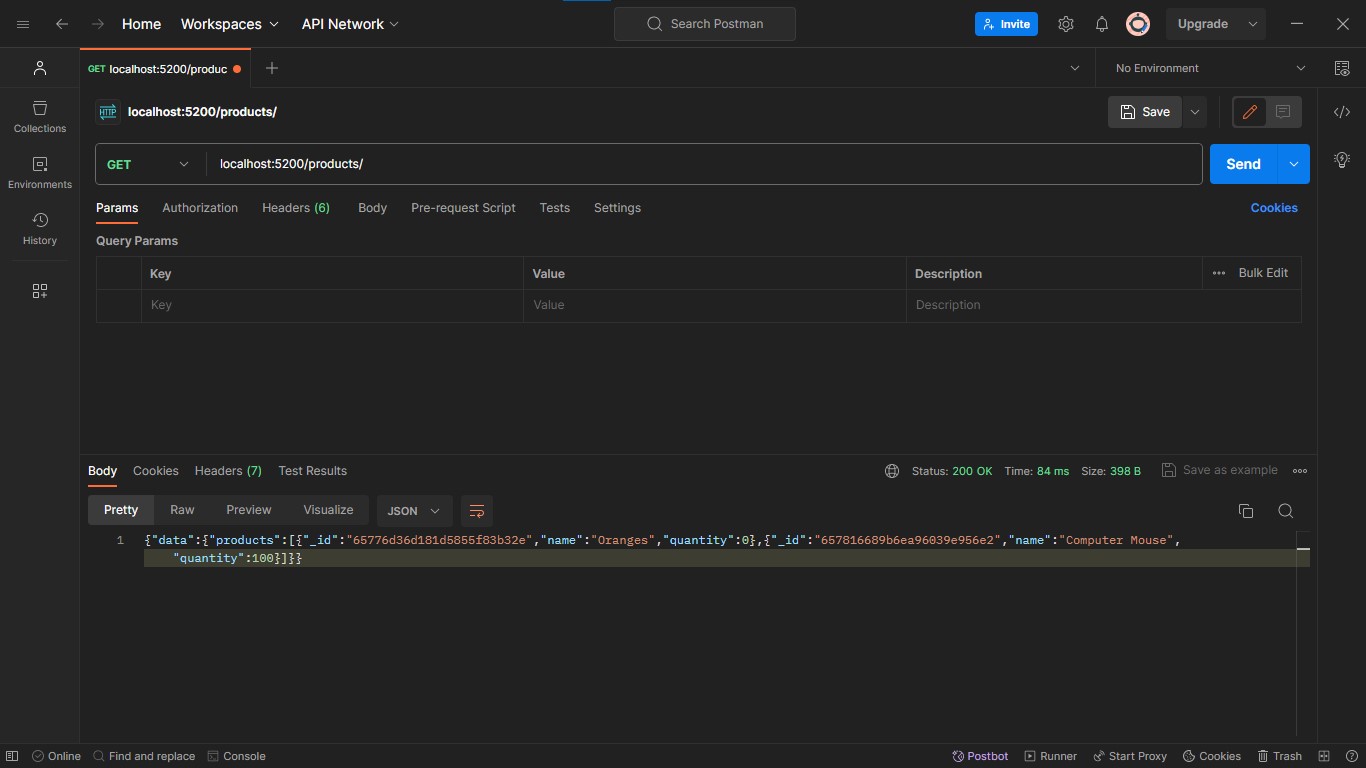 Home Workspaces API Network Search Postman Invite Upgrade
GET localhost:5200/produc No Environment
Collections
Environments
History
HTTP localhost:5200/products/ Save
GET localhost:5200/products/ Send
Params Authorization Headers (6) Body Pre-request Script Tests Settings Cookies
Query Params
Key Value Description Bulk Edit
Key Value Description
Body Cookies Headers (7) Test Results Status: 200 OK Time: 84 ms Size: 398 B Save as example
Pretty Raw Preview Visualize JSON
1 {"data":{"products":[{"_id":"65776d36d181d5855f83b32e","name":"Oranges","quantity":0},{"_id":"657816689b6ea96039e956e2","name":"Computer Mouse",
"quantity":100}]}}
Online Find and replace Console Postbot Runner Start Proxy Cookies Trash